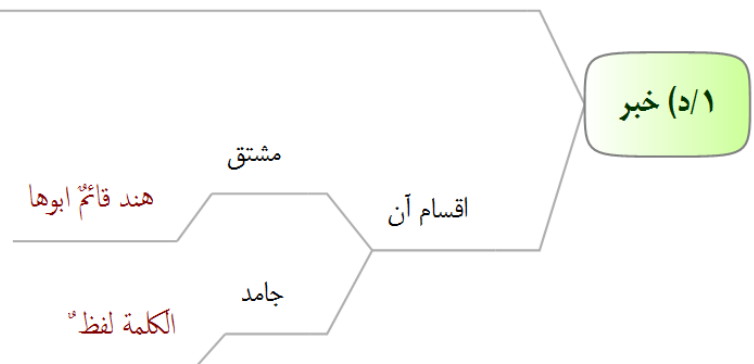 ۱/د) خبر
اقسام آن
مشتق
هند قائمٌ ابوها
جامد
الکلمة لفظ ٌ